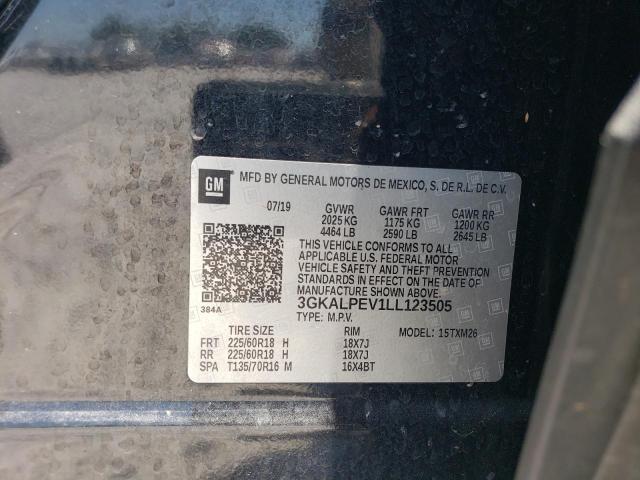 GM
MFD BY GENERAL MOTORS DE MEXICO, S. DE R.L. DE C.V.
07/19 GVWR GAWR FRT GAWR RR
2025 KG 1175 KG 1200 KG
4464 LB 2590 LB 2645 LB
THIS VEHICLE CONFORMS TO ALL
APPLICABLE U.S. FEDERAL MOTOR
VEHICLE SAFETY AND THEFT PREVENTION
STANDARDS IN EFFECT ON THE DATE OF
MANUFACTURE SHOWN ABOVE.
384A
3GKALPEV1LL123505
TYPE: M.P.V.
TIRE SIZE RIM MODEL: 15TXM26
FRT 225/60R18 H 18X7J
RR 225/60R18 H 18X7J
SPA T135/70R16 M 16X4BT